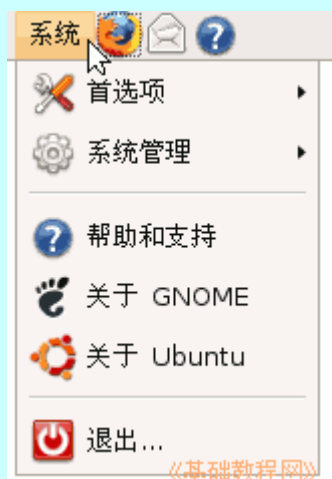 系统
首选项
系统管理
帮助和支持
关于 GNOME
关于 Ubuntu
退出...
《基础教程网》